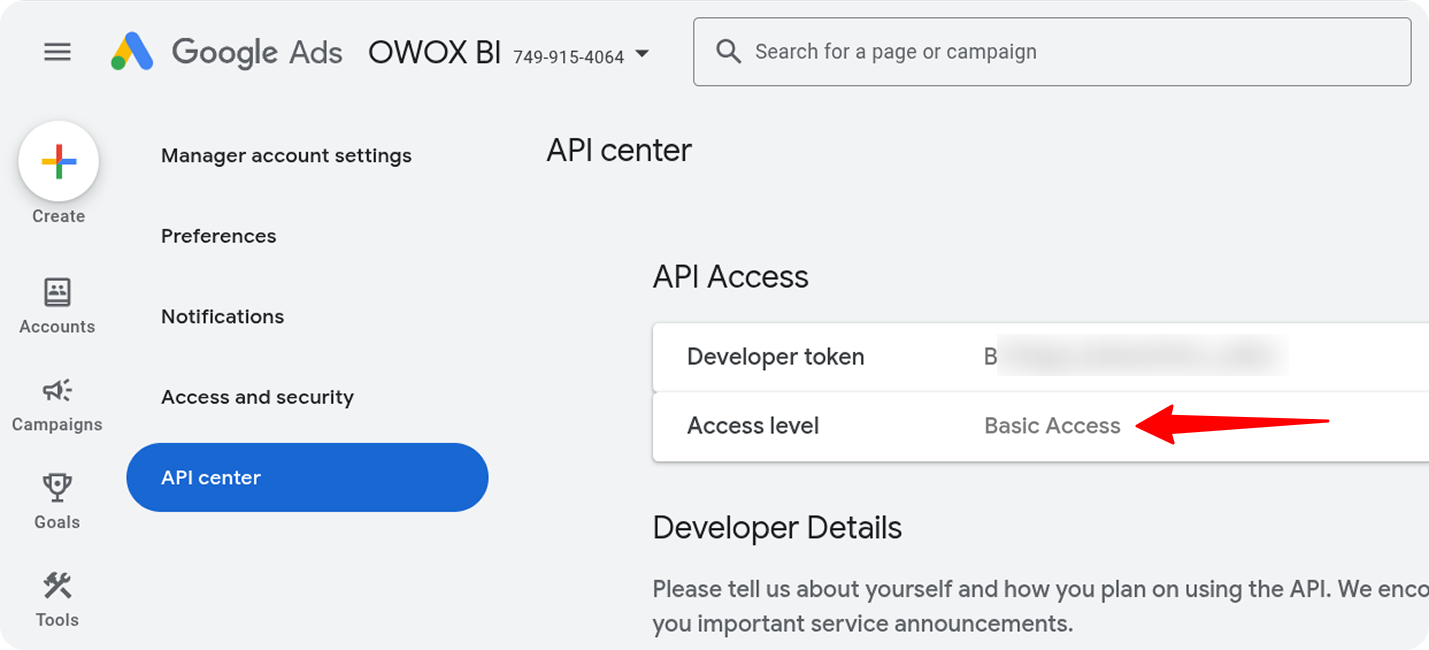 Google Ads OWOX BI 749-915-4064
Search for a page or campaign
Create
Accounts
Campaigns
Goals
Tools
Manager account settings
Preferences
Notifications
Access and security
API center
API center
API Access
Developer token B
Access level Basic Access
Developer Details
Please tell us about yourself and how you plan on using the API. We enco
you important service announcements.